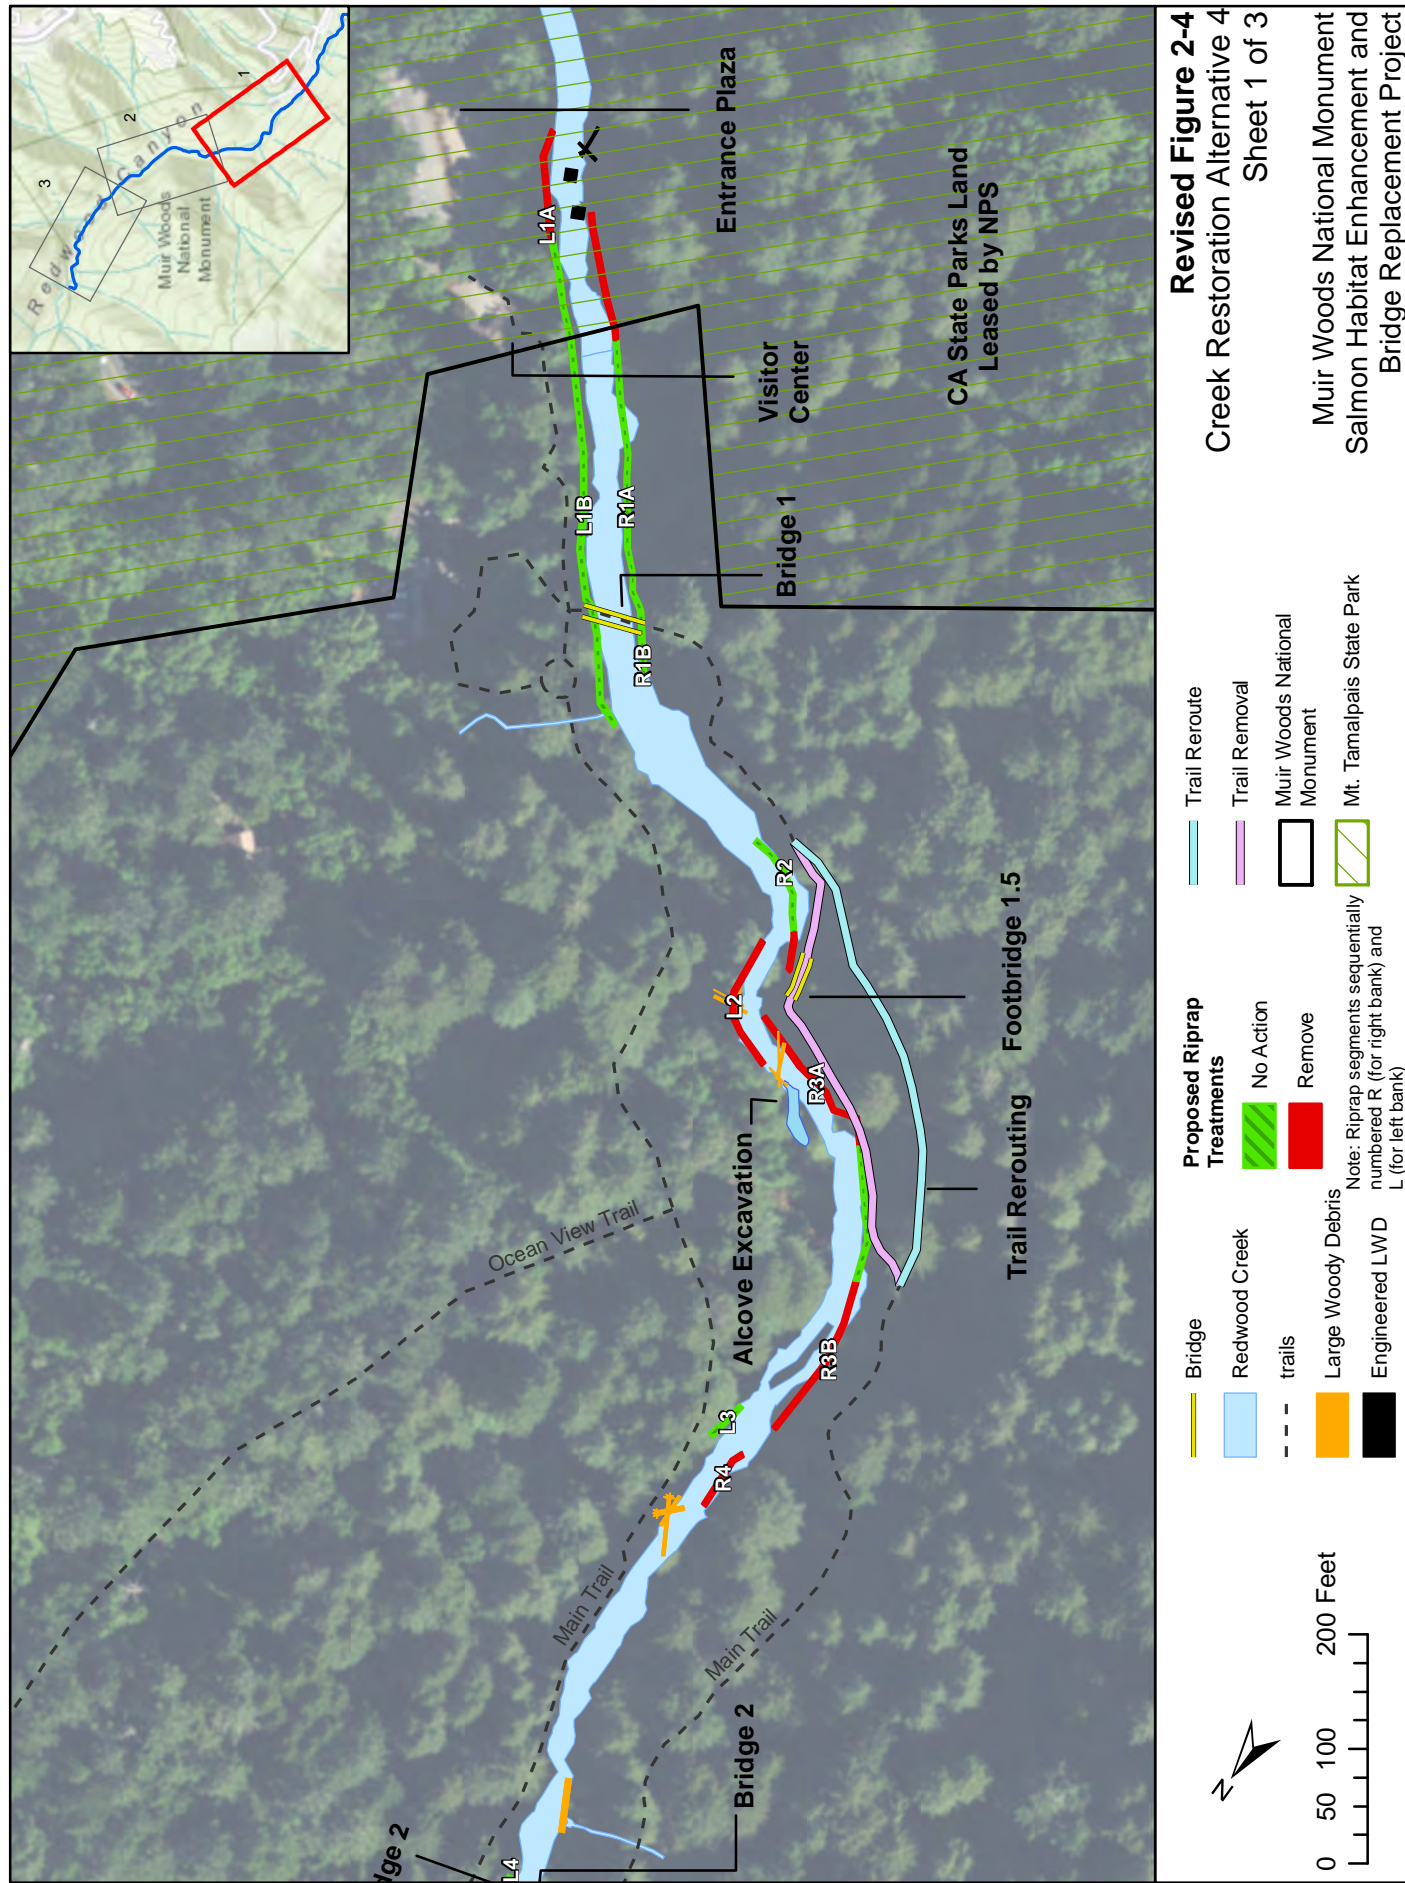 Revised Figure 2-4
Creek Restoration Alternative 4
Sheet 1 of 3
Muir Woods National Monument
Salmon Habitat Enhancement and
Bridge Replacement Project
Redwood Canyon
Muir Woods
National
Monument
1
2
3
Entrance Plaza
CA State Parks Land
Leased by NPS
Visitor
Center
Bridge 1
L1A
L1B
R1A
R1B
R2
L2
R3A
R3B
L3
R4
L4
Footbridge 1.5
Trail Rerouting
Alcove Excavation
Ocean View Trail
Main Trail
Main Trail
Bridge 2
dge 2
N
0 50 100 200 Feet
Bridge
Redwood Creek
trails
Large Woody Debris
Engineered LWD
Proposed Riprap
Treatments
No Action
Remove
Note: Riprap segments sequentially
numbered R (for right bank) and
L (for left bank)
Trail Reroute
Trail Removal
Muir Woods National
Monument
Mt. Tamalpais State Park